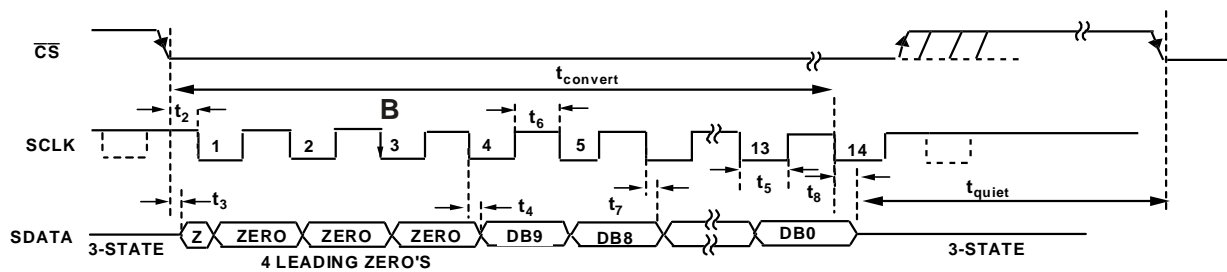 CS
tconvert
t2
B
t6
SCLK
1 2 3 4 5 13 14
t3
t4
t7
t5
t8
tquiet
SDATA
Z ZERO ZERO ZERO DB9 DB8 DB0
3-STATE
3-STATE
4 LEADING ZERO'S